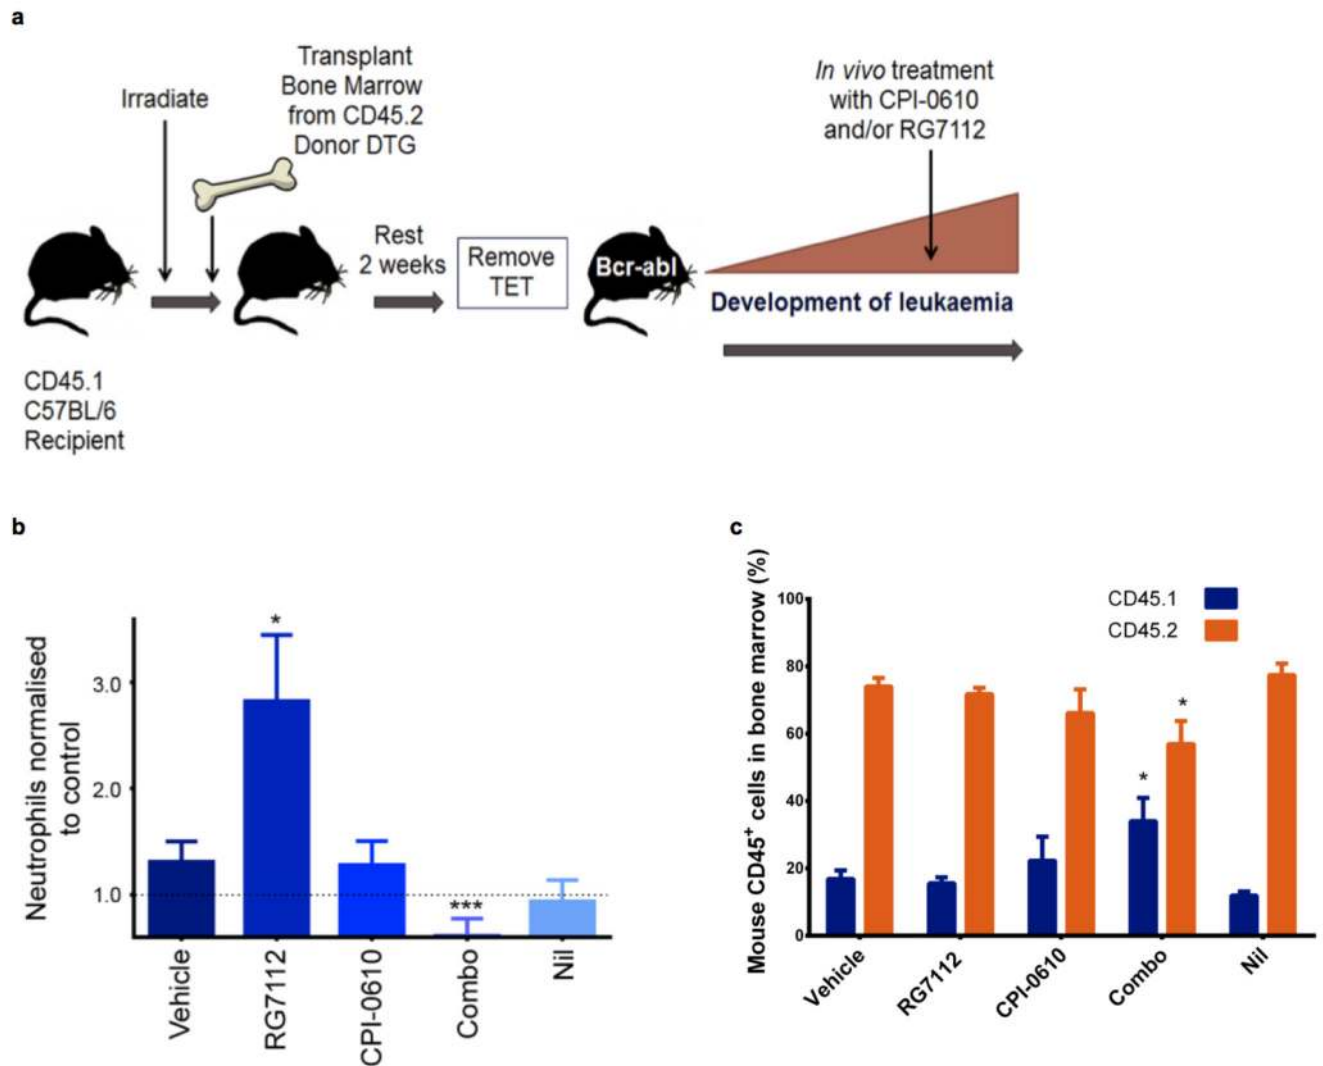 a
Irradiate
Transplant
Bone Marrow
from CD45.2
Donor DTG
In vivo treatment
with CPI-0610
and/or RG7112
Rest
2 weeks
Remove
TET
Bcr-abl
Development of leukaemia
CD45.1
C57BL/6
Recipient
b
Neutrophils normalised
to control
3.0
2.0
1.0
*
***
Vehicle
RG7112
CPI-0610
Combo
Nil
c
Mouse CD45+ cells in bone marrow (%)
100
80
60
40
20
0
CD45.1
CD45.2
*
*
Vehicle
RG7112
CPI-0610
Combo
Nil